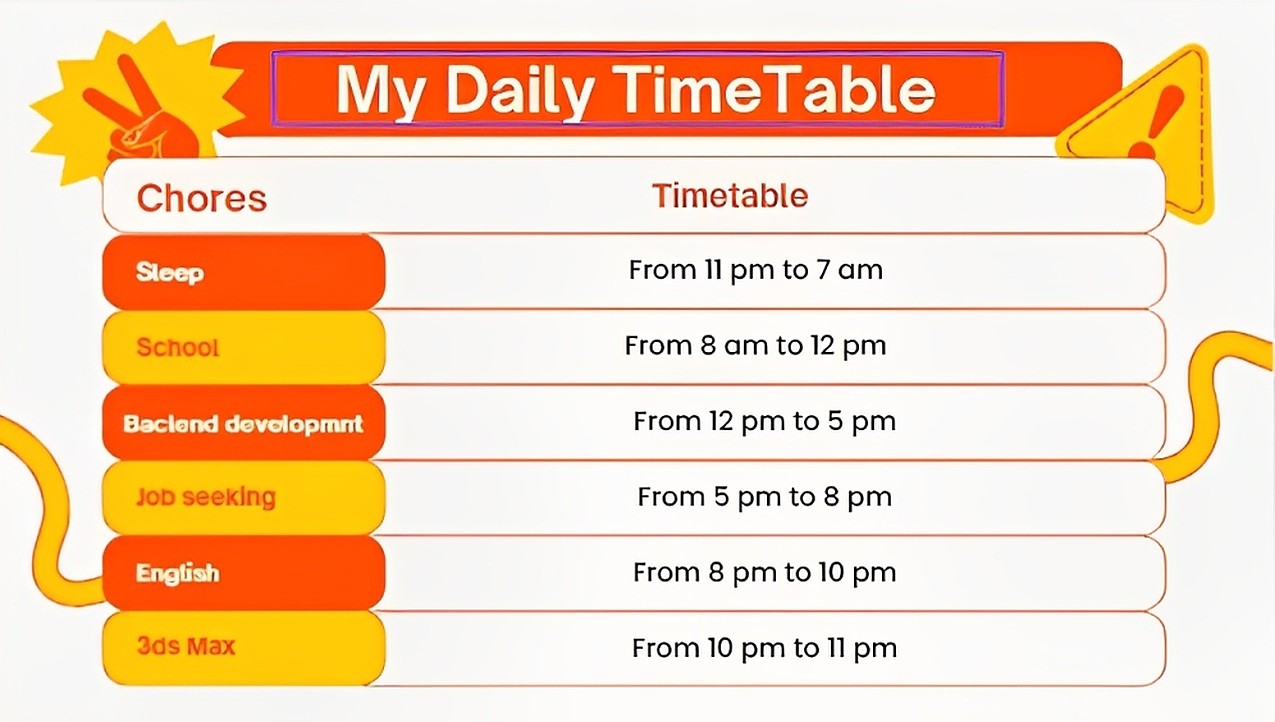 My Daily TimeTable
Chores Timetable
Sleep From 11 pm to 7 am
School From 8 am to 12 pm
Baclend developmnt From 12 pm to 5 pm
Job seeking From 5 pm to 8 pm
English From 8 pm to 10 pm
3ds Max From 10 pm to 11 pm